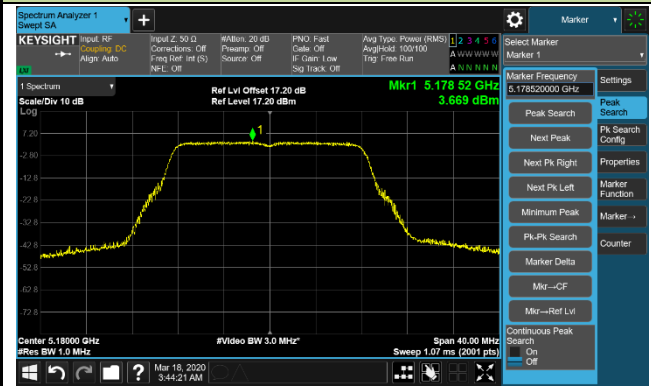 Spectrum Analyzer 1
Swept SA
+
Marker
KEYSIGHT
Input: RF
Coupling: DC
Align: Auto
Input Z: 50 Ω
Corrections: Off
Freq Ref: Int (S)
NFE: Off
#Atten: 20 dB
Preamp: Off
Source: Off
PNO: Fast
Gate: Off
IF Gain: Low
Sig Track: Off
Avg Type: Power (RMS)
Avg|Hold: 100/100
Trig: Free Run
1 2 3 4 5 6
A W W W W W
A N N N N N
LXI
Select Marker
Marker 1
1 Spectrum
Scale/Div 10 dB
Log
Ref Lvl Offset 17.20 dB
Ref Level 17.20 dBm
Mkr1 5.178 52 GHz
3.669 dBm
7.20
-2.80
-12.8
-22.8
-32.8
-42.8
-52.8
-62.8
-72.8
1
Center 5.18000 GHz
#Res BW 1.0 MHz
#Video BW 3.0 MHz*
Span 40.00 MHz
Sweep 1.07 ms (2001 pts)
Marker Frequency
5.178520000 GHz
Peak Search
Next Peak
Next Pk Right
Next Pk Left
Minimum Peak
Pk-Pk Search
Marker Delta
Mkr→CF
Mkr→Ref Lvl
Continuous Peak
Search
On
Off
Settings
Peak
Search
Pk Search
Config
Properties
Marker
Function
Marker→
Counter
?
Mar 18, 2020
3:44:21 AM